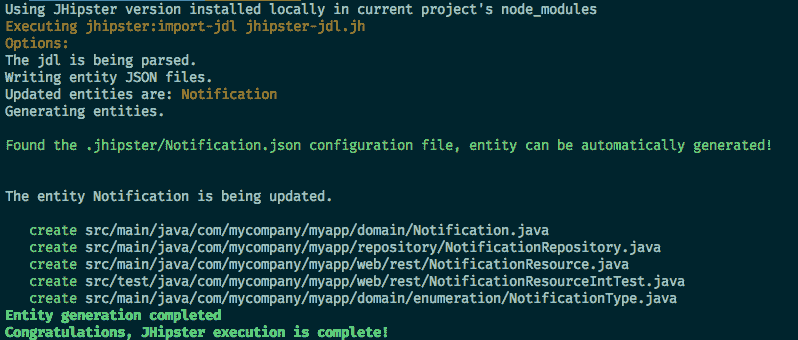 Using JHipster version installed locally in current project's node_modules
Executing jhipster:import-jdl jhipster-jdl.jh
Options:
The jdl is being parsed.
Writing entity JSON files.
Updated entities are: Notification
Generating entities.
Found the .jhipster/Notification.json configuration file, entity can be automatically generated!
The entity Notification is being updated.
create src/main/java/com/mycompany/myapp/domain/Notification.java
create src/main/java/com/mycompany/myapp/repository/NotificationRepository.java
create src/main/java/com/mycompany/myapp/web/rest/NotificationResource.java
create src/test/java/com/mycompany/myapp/web/rest/NotificationResourceIntTest.java
create src/main/java/com/mycompany/myapp/domain/enumeration/NotificationType.java
Entity generation completed
Congratulations, JHipster execution is complete!